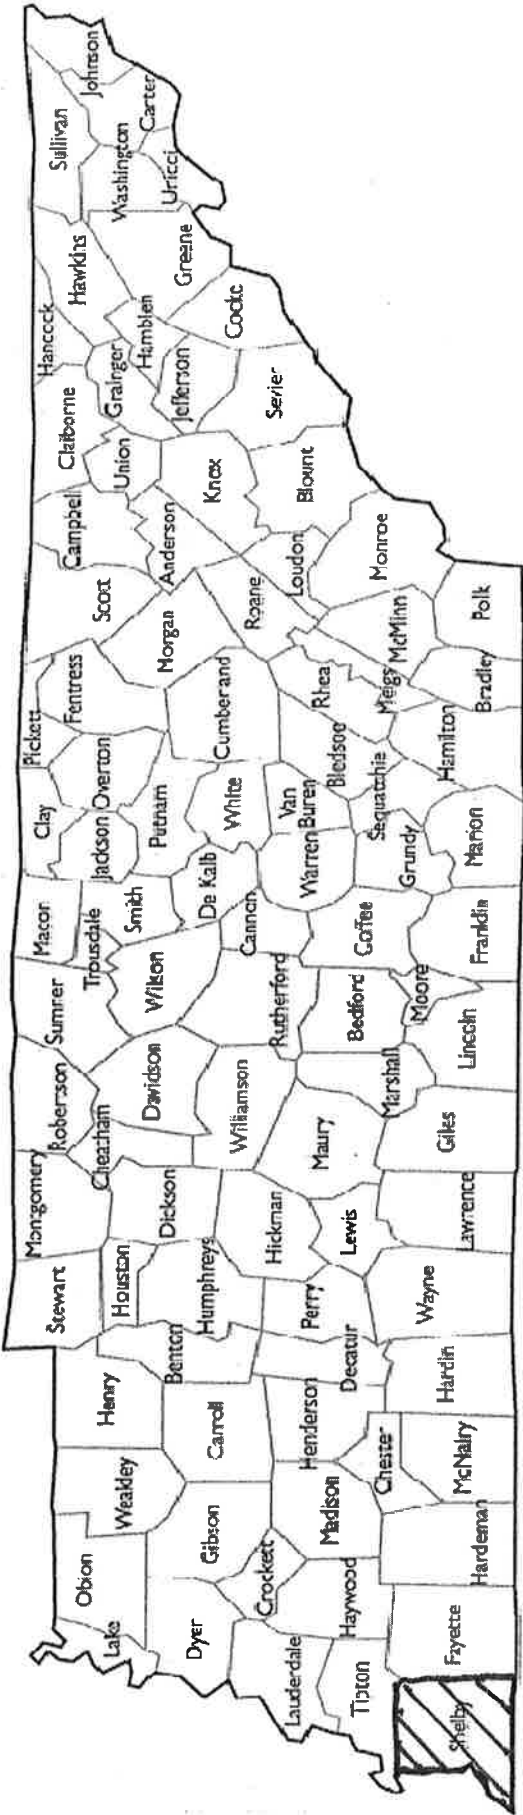 Lake
Obion
Weakley
Henry
Stewart
Montgomery
Robertson
Sumner
Macon
Clay
Pickett
Fentress
Scott
Campbell
Claiborne
Hancock
Hawkins
Sullivan
Johnson
Carter
Washington
Unicoi
Greene
Hamblen
Grainger
Union
Jefferson
Cocke
Sevier
Knox
Anderson
Morgan
Overton
Jackson
Trousdale
Smith
Putnam
Wilson
Davidson
Cheatham
Dickson
Houston
Humphreys
Benton
Carroll
Gibson
Dyer
Crockett
Lauderdale
Tipton
Haywood
Madison
Henderson
Decatur
Perry
Hickman
Lewis
Maury
Williamson
Rutherford
Cannon
De Kalb
White
Van
Buren
Warren
Cumberland
Roane
Loudon
Blount
Monroe
McMinn
Meigs
Rhea
Bledsoe
Sequatchie
Grundy
Coffee
Bedford
Moore
Marshall
Chester
Shelby
Fayette
Hardeman
McNairy
Hardin
Wayne
Lawrence
Giles
Lincoln
Franklin
Marion
Hamilton
Bradley
Polk